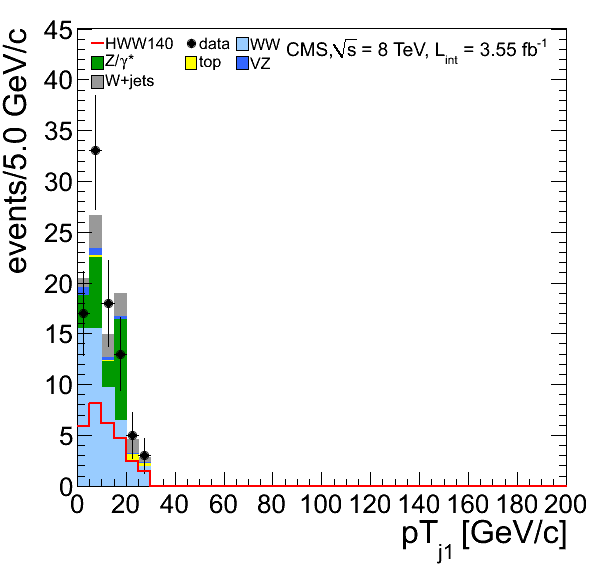 45
40
35
30
25
20
15
10
5
0
events/5.0 GeV/c
HWW140 data WW
Z/γ* top VZ
W+jets
CMS,√s = 8 TeV, L_int = 3.55 fb⁻¹
0 20 40 60 80 100 120 140 160 180 200
pT_j1 [GeV/c]